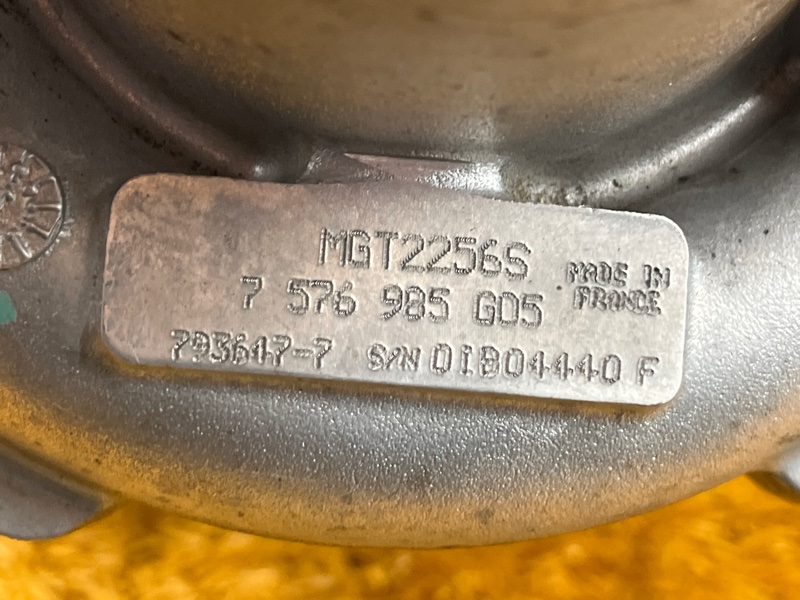 MGT2256S
7 576 985 G05
MADE IN
FRANCE
793647-7 S/N 01B04440 F